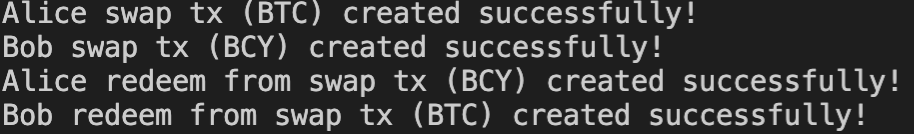 Alice swap tx (BTC) created successfully!
Bob swap tx (BCY) created successfully!
Alice redeem from swap tx (BCY) created successfully!
Bob redeem from swap tx (BTC) created successfully!